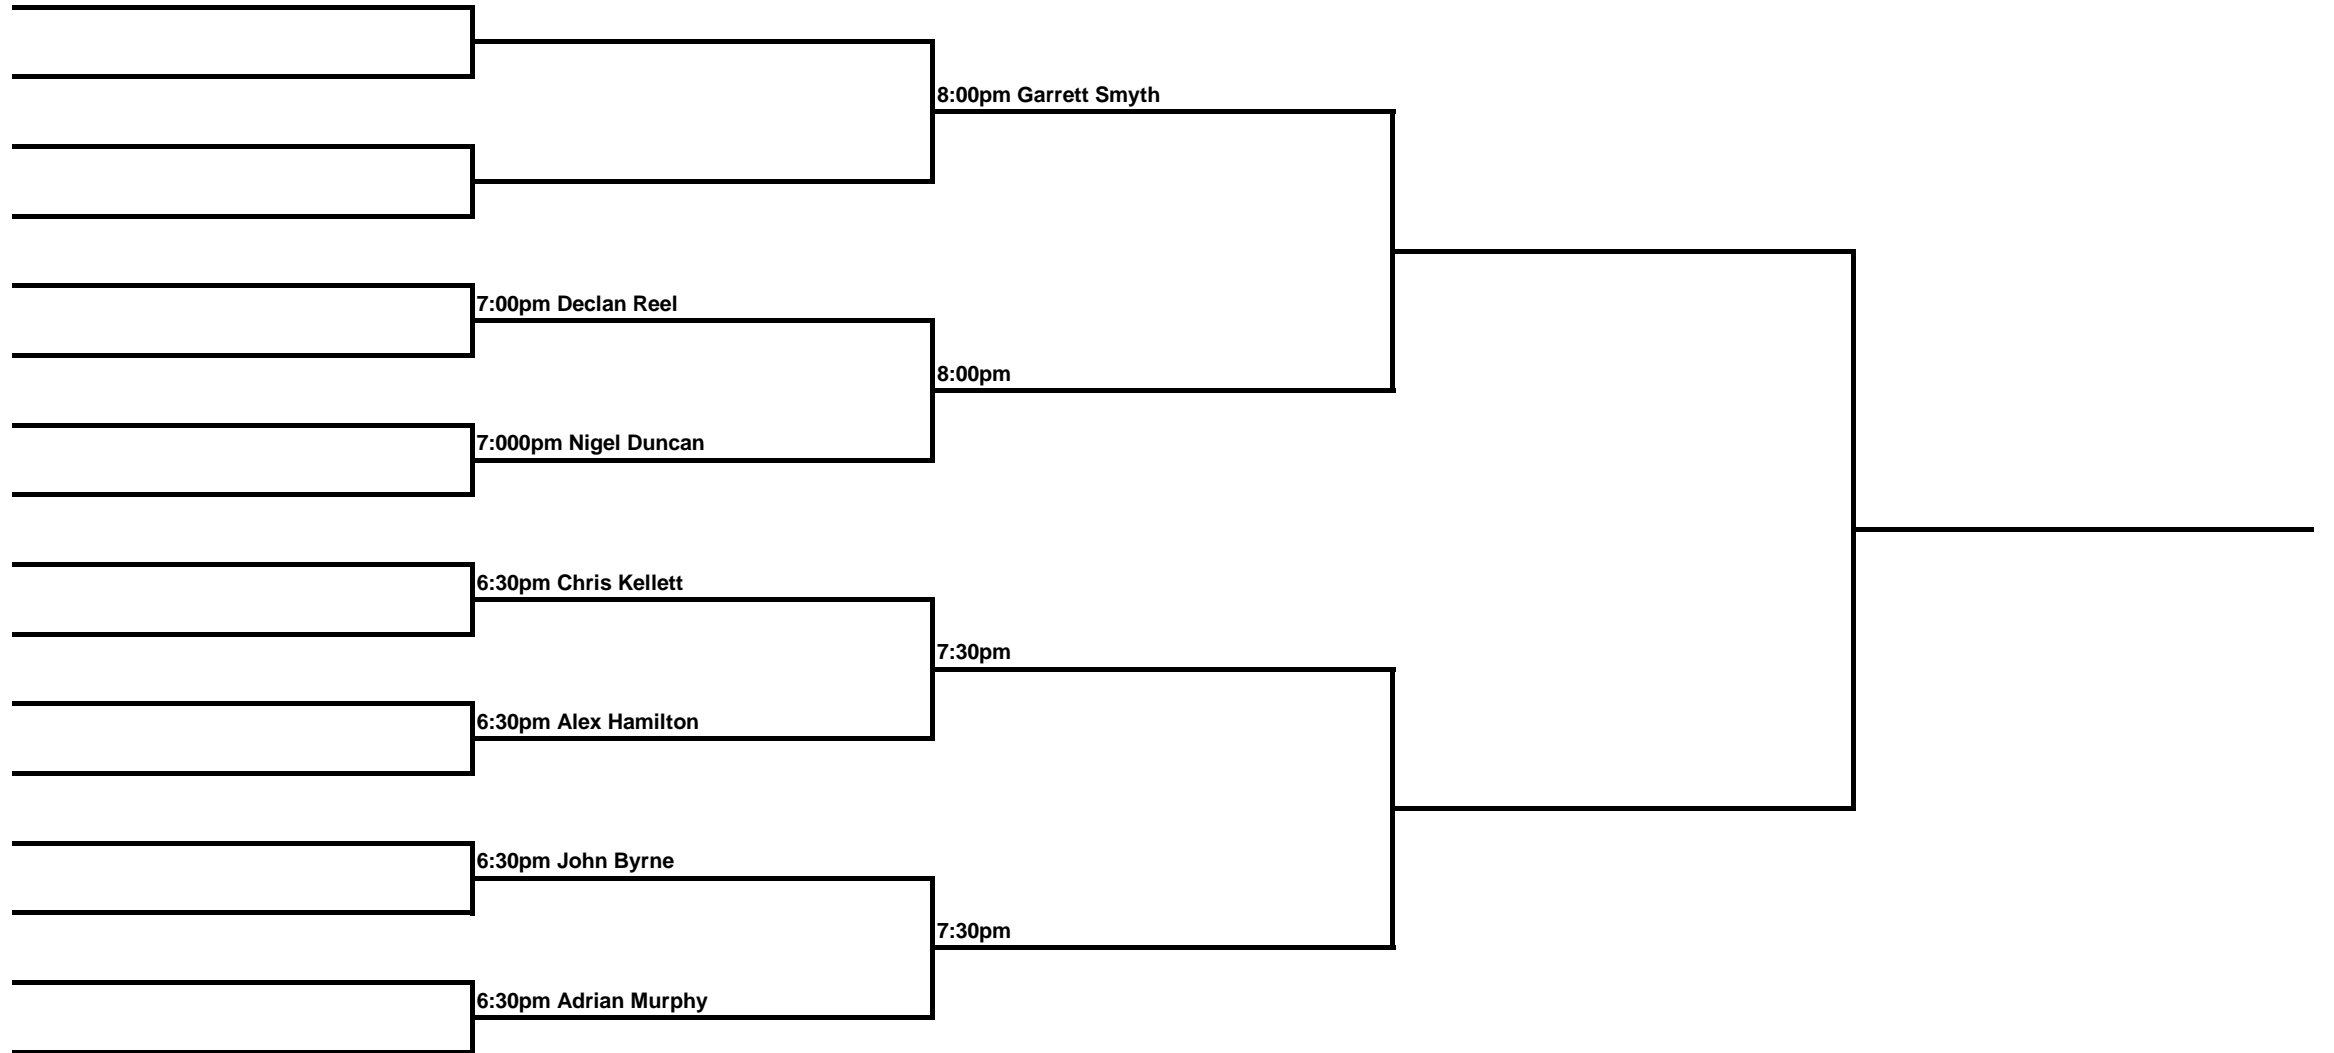 8:00pm Garrett Smyth
7:00pm Declan Reel
8:00pm
7:000pm Nigel Duncan
6:30pm Chris Kellett
7:30pm
6:30pm Alex Hamilton
6:30pm John Byrne
7:30pm
6:30pm Adrian Murphy